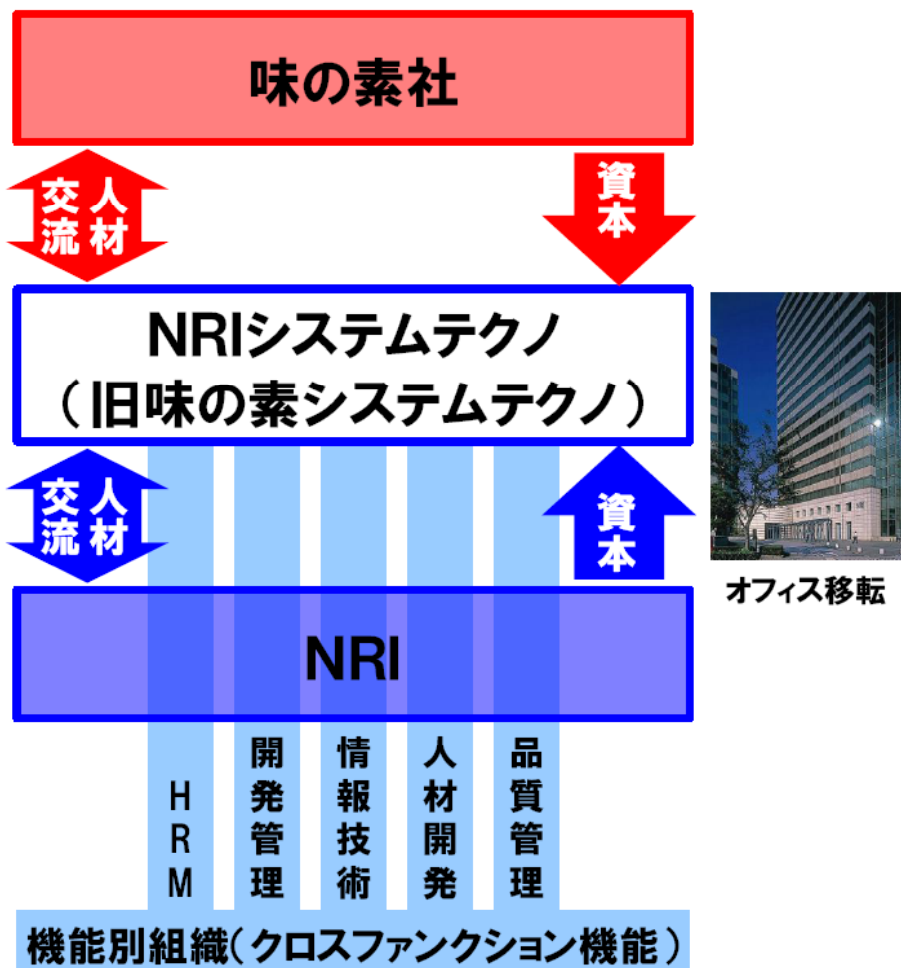 味の素社
人材交流
資本
NRIシステムテクノ
（旧味の素システムテクノ）
人材交流
資本
オフィス移転
NRI
HRM
開発管理
情報技術
人材開発
品質管理
機能別組織（クロスファンクション機能）